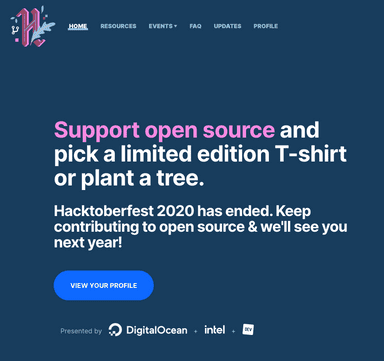 HOME RESOURCES EVENTS FAQ UPDATES PROFILE
Support open source and
pick a limited edition T-shirt
or plant a tree.
Hacktoberfest 2020 has ended. Keep
contributing to open source & we'll see you
next year!
VIEW YOUR PROFILE
Presented by DigitalOcean + intel + DEV